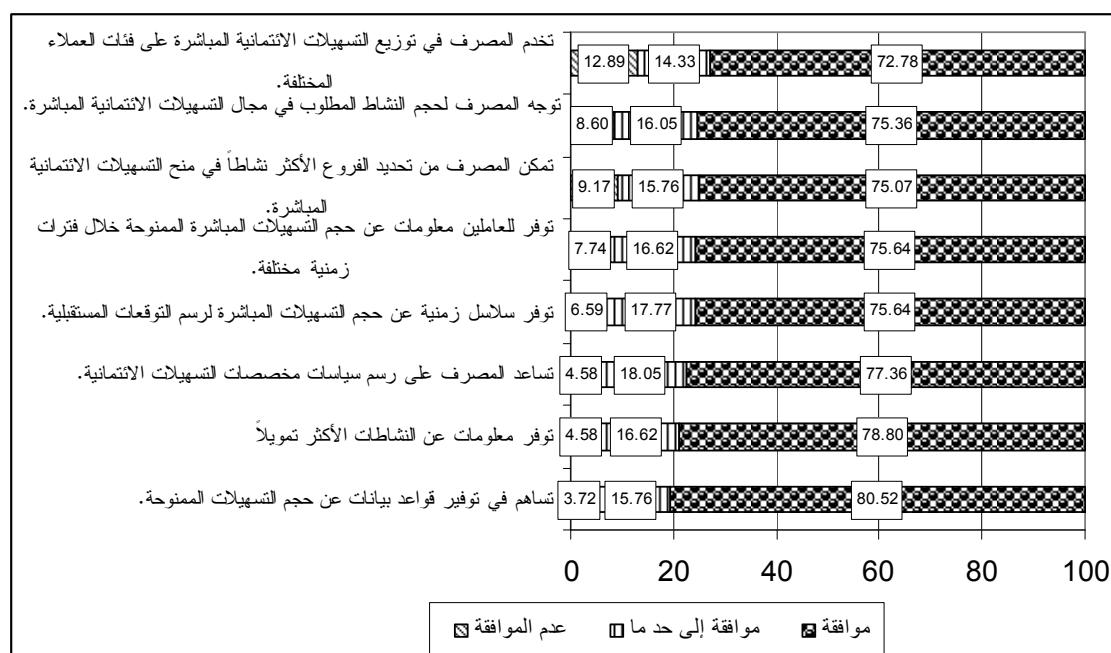 تخدم المصرف في توزيع التسهيلات الائتمانية المباشرة على فئات العملاء
المختلفة.
12.89 14.33 72.78
توجه المصرف لحجم النشاط المطلوب في مجال التسهيلات الائتمانية المباشرة.
8.60 16.05 75.36
تمكن المصرف من تحديد الفروع الأكثر نشاطاً في منح التسهيلات الائتمانية
المباشرة.
9.17 15.76 75.07
توفر للعاملين معلومات عن حجم التسهيلات المباشرة الممنوحة خلال فترات
زمنية مختلفة.
7.74 16.62 75.64
توفر سلاسل زمنية عن حجم التسهيلات المباشرة لرسم التوقعات المستقبلية.
6.59 17.77 75.64
تساعد المصرف على رسم سياسات مخصصات التسهيلات الائتمانية.
4.58 18.05 77.36
توفر معلومات عن النشاطات الأكثر تمويلاً
4.58 16.62 78.80
تساهم في توفير قواعد بيانات عن حجم التسهيلات الممنوحة.
3.72 15.76 80.52
0 20 40 60 80 100
موافقة موافقة إلى حد ما عدم الموافقة